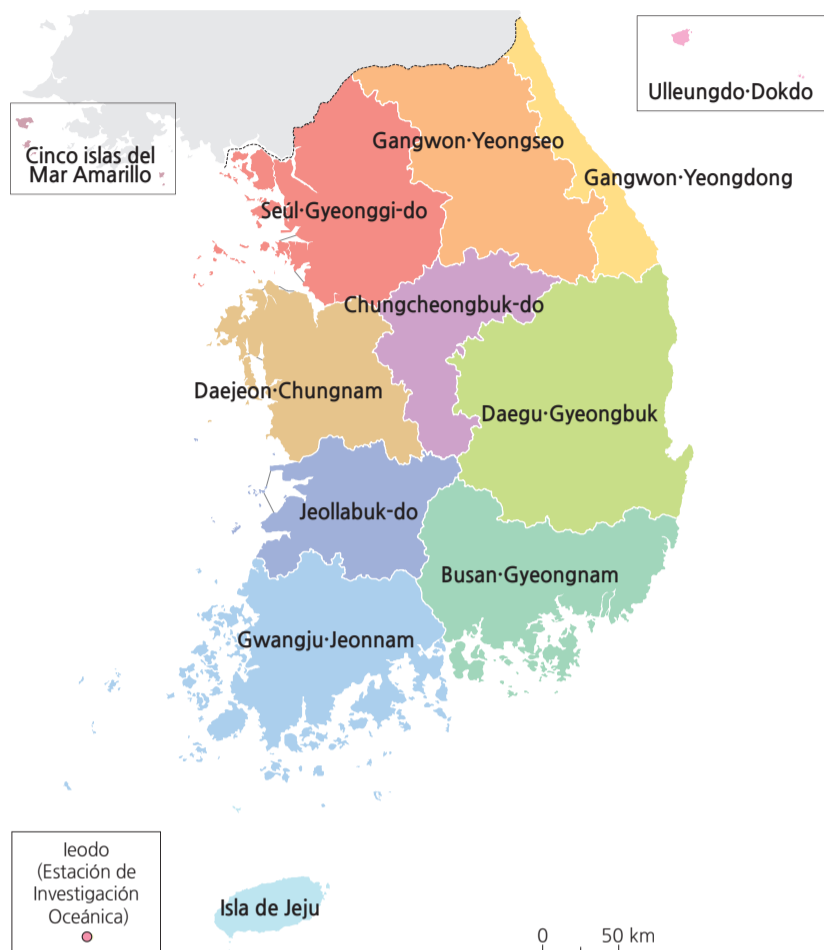 Ulleungdo·Dokdo
Gangwon·Yeongseo
Cinco islas del
Mar Amarillo
Gangwon·Yeongdong
Seúl·Gyeonggi-do
Chungcheongbuk-do
Daejeon·Chungnam
Daegu·Gyeongbuk
Jeollabuk-do
Busan·Gyeongnam
Gwangju·Jeonnam
Ieodo
(Estación de
Investigación
Oceánica)
Isla de Jeju
0 50 km